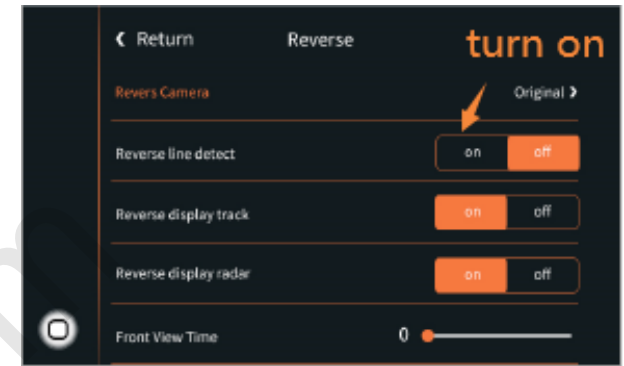 ❮ Return Reverse turn on
Revers Camera Original ❯
Reverse line detect on off
Reverse display track on off
Reverse display radar on off
Front View Time 0